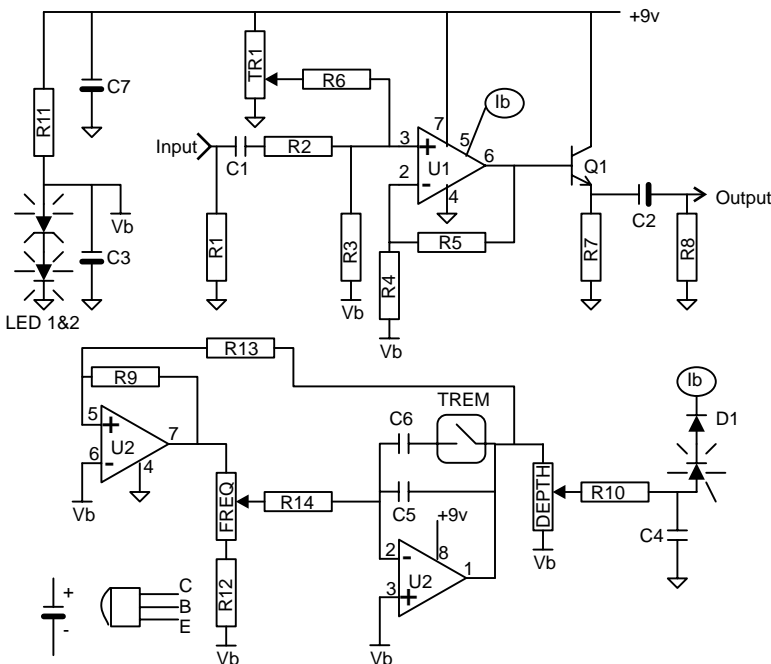 +9v
R11
C7
TR1
R6
Ib
7
5
Input
C1
R2
3
+
2
-
U1
6
4
Q1
Vb
C3
R1
R3
R5
R4
Vb
Vb
R7
C2
R8
Output
LED 1&2
R13
R9
5
+
6
-
U2
7
4
Vb
FREQ
R14
R12
Vb
C6
TREM
C5
+9v
2
-
8
3
+
U2
1
Vb
DEPTH
Vb
R10
C4
Ib
D1
+
-
C
B
E